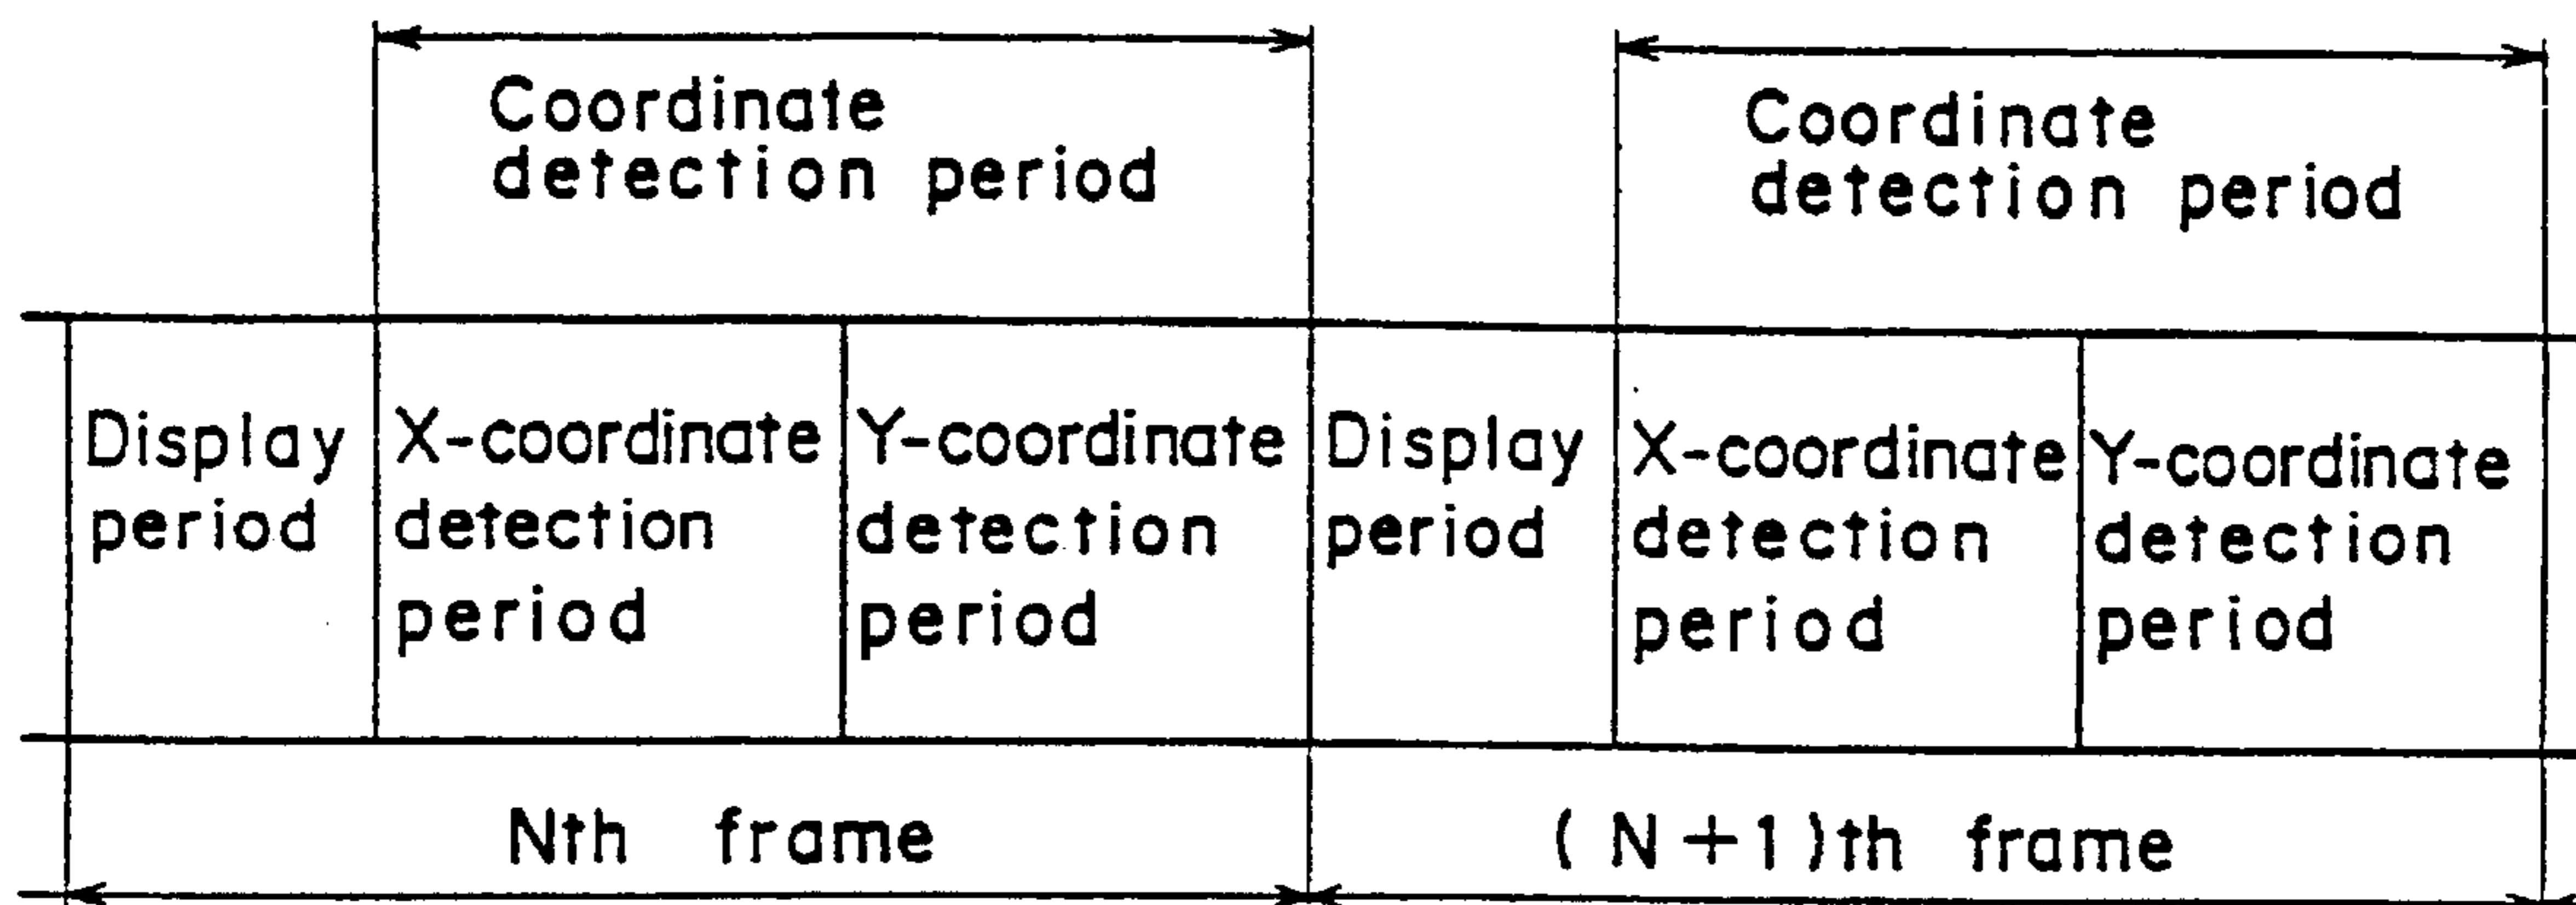 Coordinate
detection period
Coordinate
detection period
Display
period
X-coordinate
detection
period
Y-coordinate
detection
period
Display
period
X-coordinate
detection
period
Y-coordinate
detection
period
Nth frame
(N+1)th frame